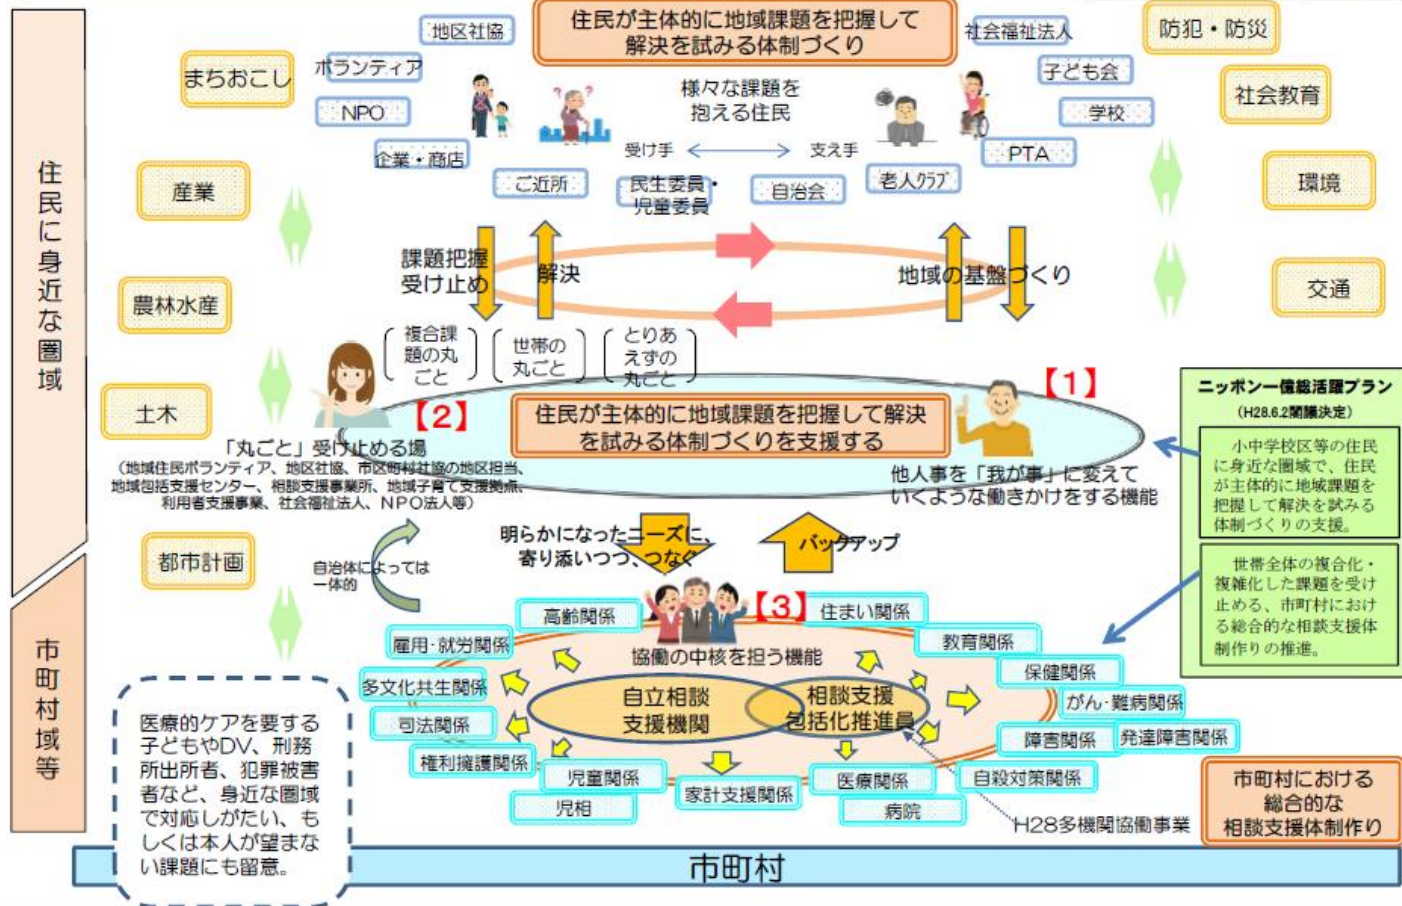 住民が主体的に地域課題を把握して
解決を試みる体制づくり
地区社協
社会福祉法人
防犯・防災
まちおこし
ボランティア
子ども会
社会教育
様々な課題を
抱える住民
NPO
学校
企業・商店
受け手
支え手
PTA
産業
ご近所
民生委員・
児童委員
自治会
老人クラブ
環境
住民に身近な圏域
課題把握
受け止め
解決
地域の基盤づくり
農林水産
交通
複合課
題の丸
ごと
世帯の
丸ごと
とりあ
えずの
丸ごと
【1】
ニッポン一億総活躍プラン
(H28.6.2閣議決定)
土木
【2】
住民が主体的に地域課題を把握して解決
を試みる体制づくりを支援する
小中学校区等の住民
に身近な圏域で、住民
が主体的に地域課題を
把握して解決を試みる
体制づくりの支援。
「丸ごと」受け止める場
(地域住民ボランティア、地区社協、市区町村社協の地区担当、
地域包括支援センター、相談支援事業所、地域子育て支援拠点、
利用者支援事業、社会福祉法人、NPO法人等)
他人事を「我が事」に変えて
いくような働きかけをする機能
都市計画
自治体によっては
一体的
明らかになったニーズに、
寄り添いつつ、つなぐ
バックアップ
世帯全体の複合化・
複雑化した課題を受け
止める、市町村におけ
る総合的な相談支援体
制作りの推進。
市町村域等
【3】
高齢関係
住まい関係
雇用・就労関係
教育関係
協働の中核を担う機能
保健関係
多文化共生関係
自立相談
支援機関
相談支援
包括化推進員
がん・難病関係
司法関係
障害関係
発達障害関係
権利擁護関係
児童関係
医療関係
自殺対策関係
児相
家計支援関係
病院
H28多機関協働事業
医療的ケアを要する
子どもやDV、刑務
所出所者、犯罪被害
者など、身近な圏域
で対応しがたい、も
しくは本人が望まな
い課題にも留意。
市町村における
総合的な
相談支援体制作り
市町村